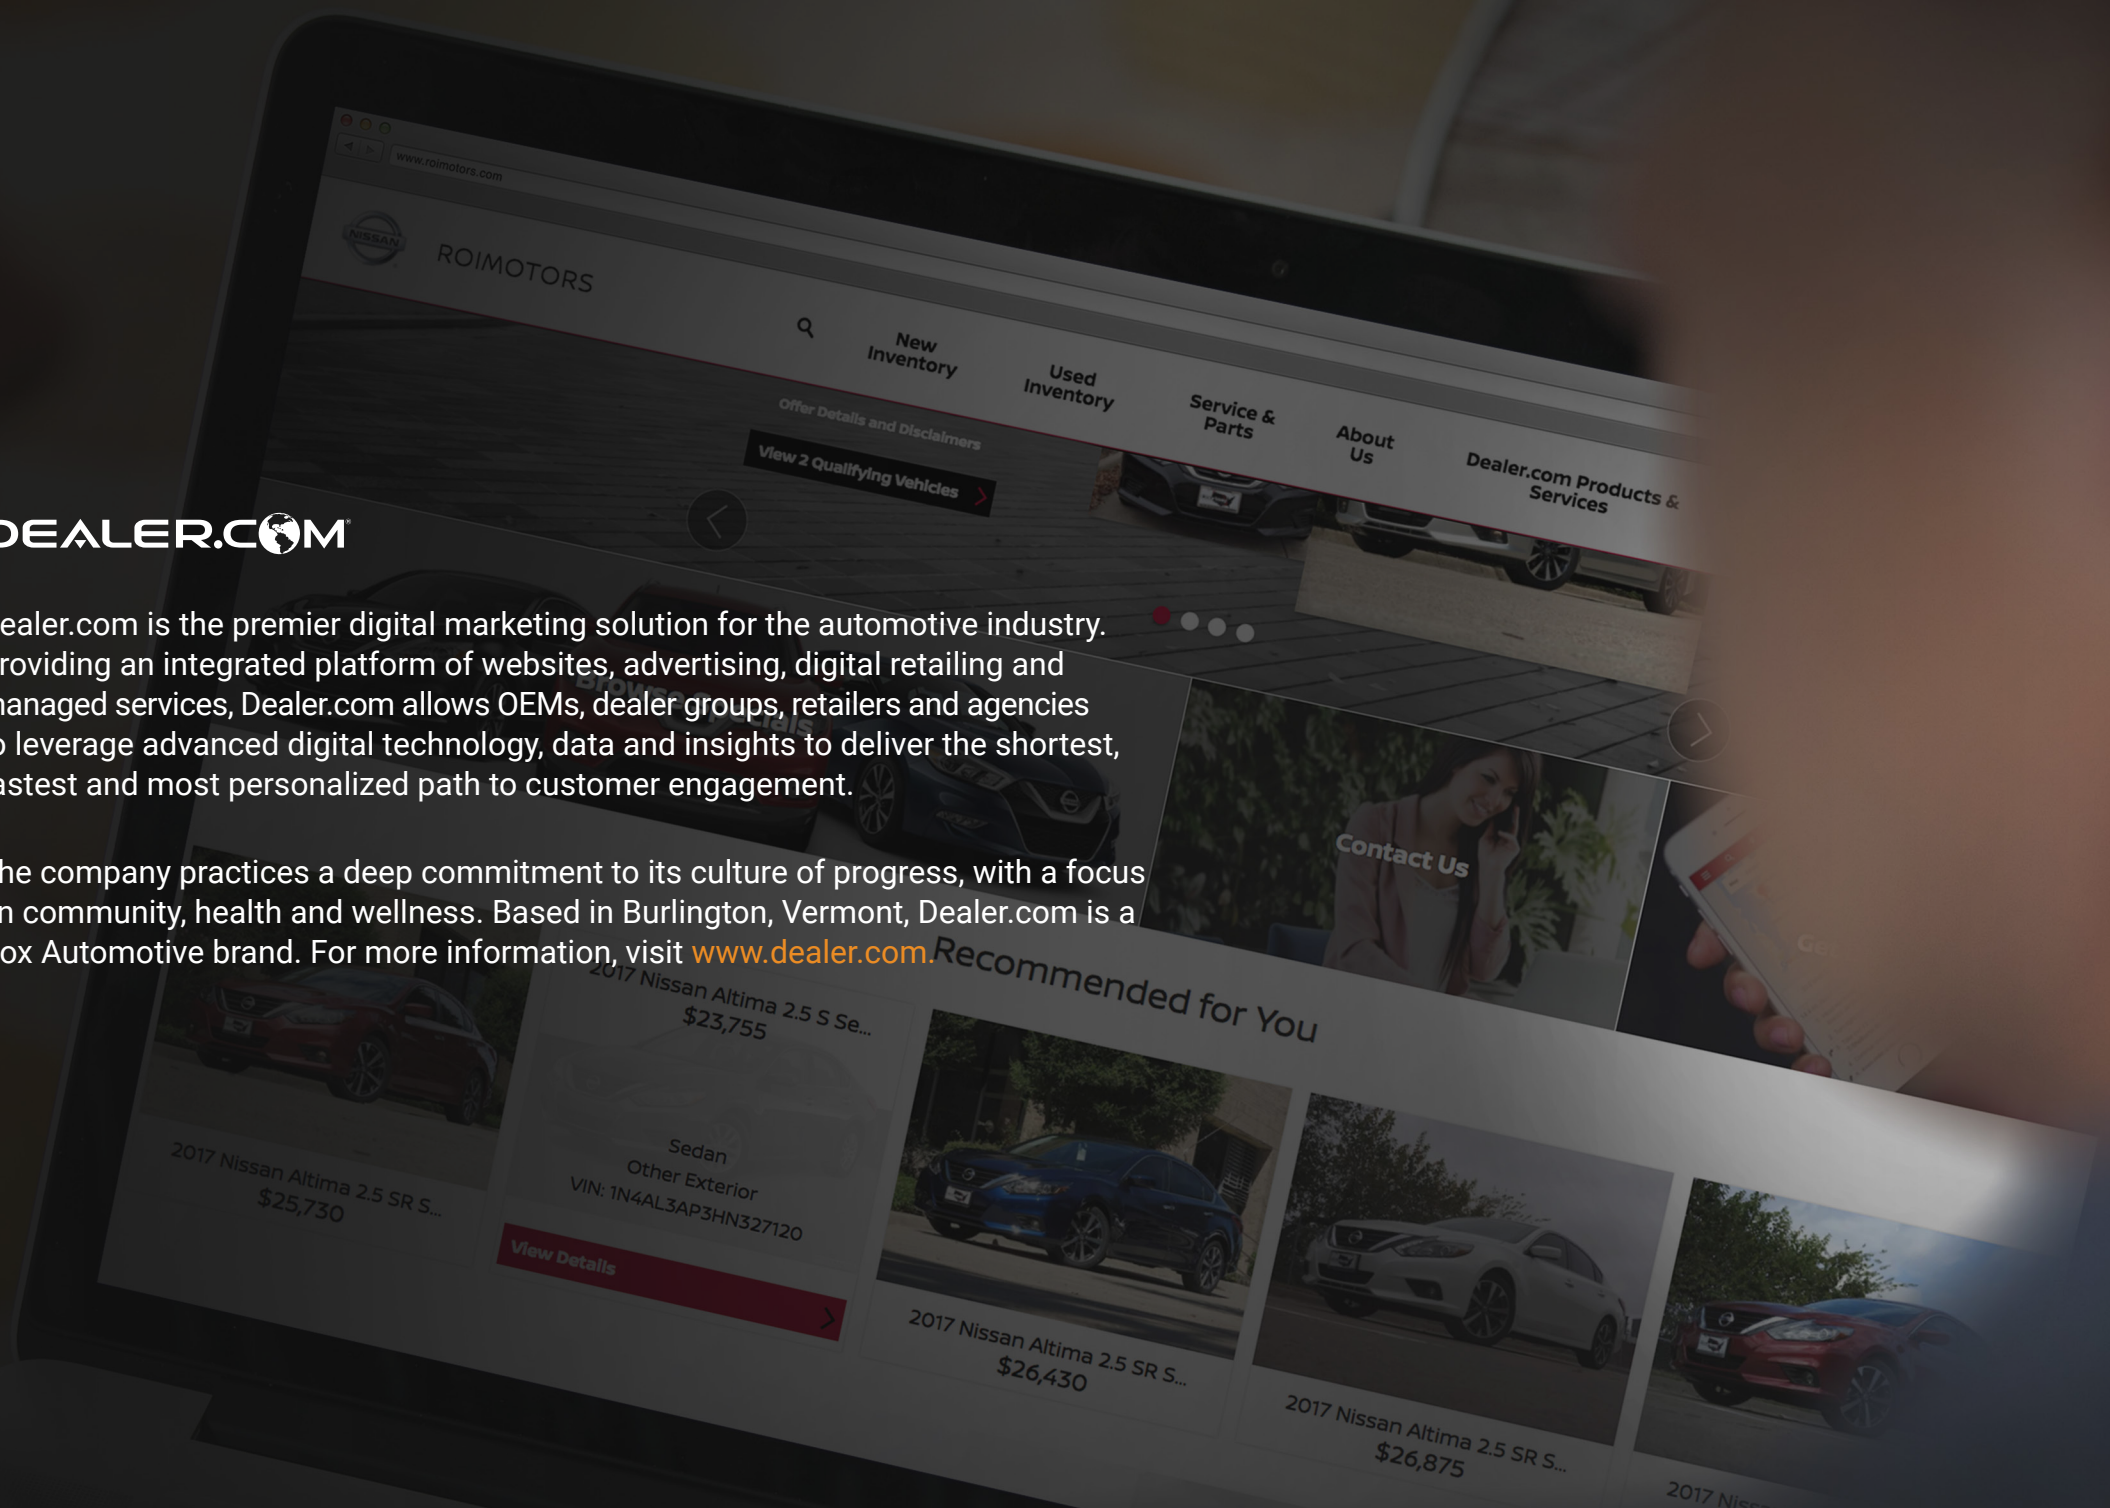 www.roimotors.com
NISSAN
ROIMOTORS
New
Inventory
Used
Inventory
Service &
Parts
About
Us
Dealer.com Products &
Services
Offer Details and Disclaimers
View 2 Qualifying Vehicles
DEALER.COM
ealer.com is the premier digital marketing solution for the automotive industry.
roviding an integrated platform of websites, advertising, digital retailing and
anaged services, Dealer.com allows OEMs, dealer groups, retailers and agencies
o leverage advanced digital technology, data and insights to deliver the shortest,
astest and most personalized path to customer engagement.
Browse Specials
Contact Us
he company practices a deep commitment to its culture of progress, with a focus
n community, health and wellness. Based in Burlington, Vermont, Dealer.com is a
ox Automotive brand. For more information, visit www.dealer.com.
Recommended for You
2017 Nissan Altima 2.5 SR S...
$25,730
2017 Nissan Altima 2.5 S Se...
$23,755
Sedan
Other Exterior
VIN: 1N4AL3AP3HN327120
View Details
2017 Nissan Altima 2.5 SR S...
$26,430
2017 Nissan Altima 2.5 SR S...
$26,875
2017